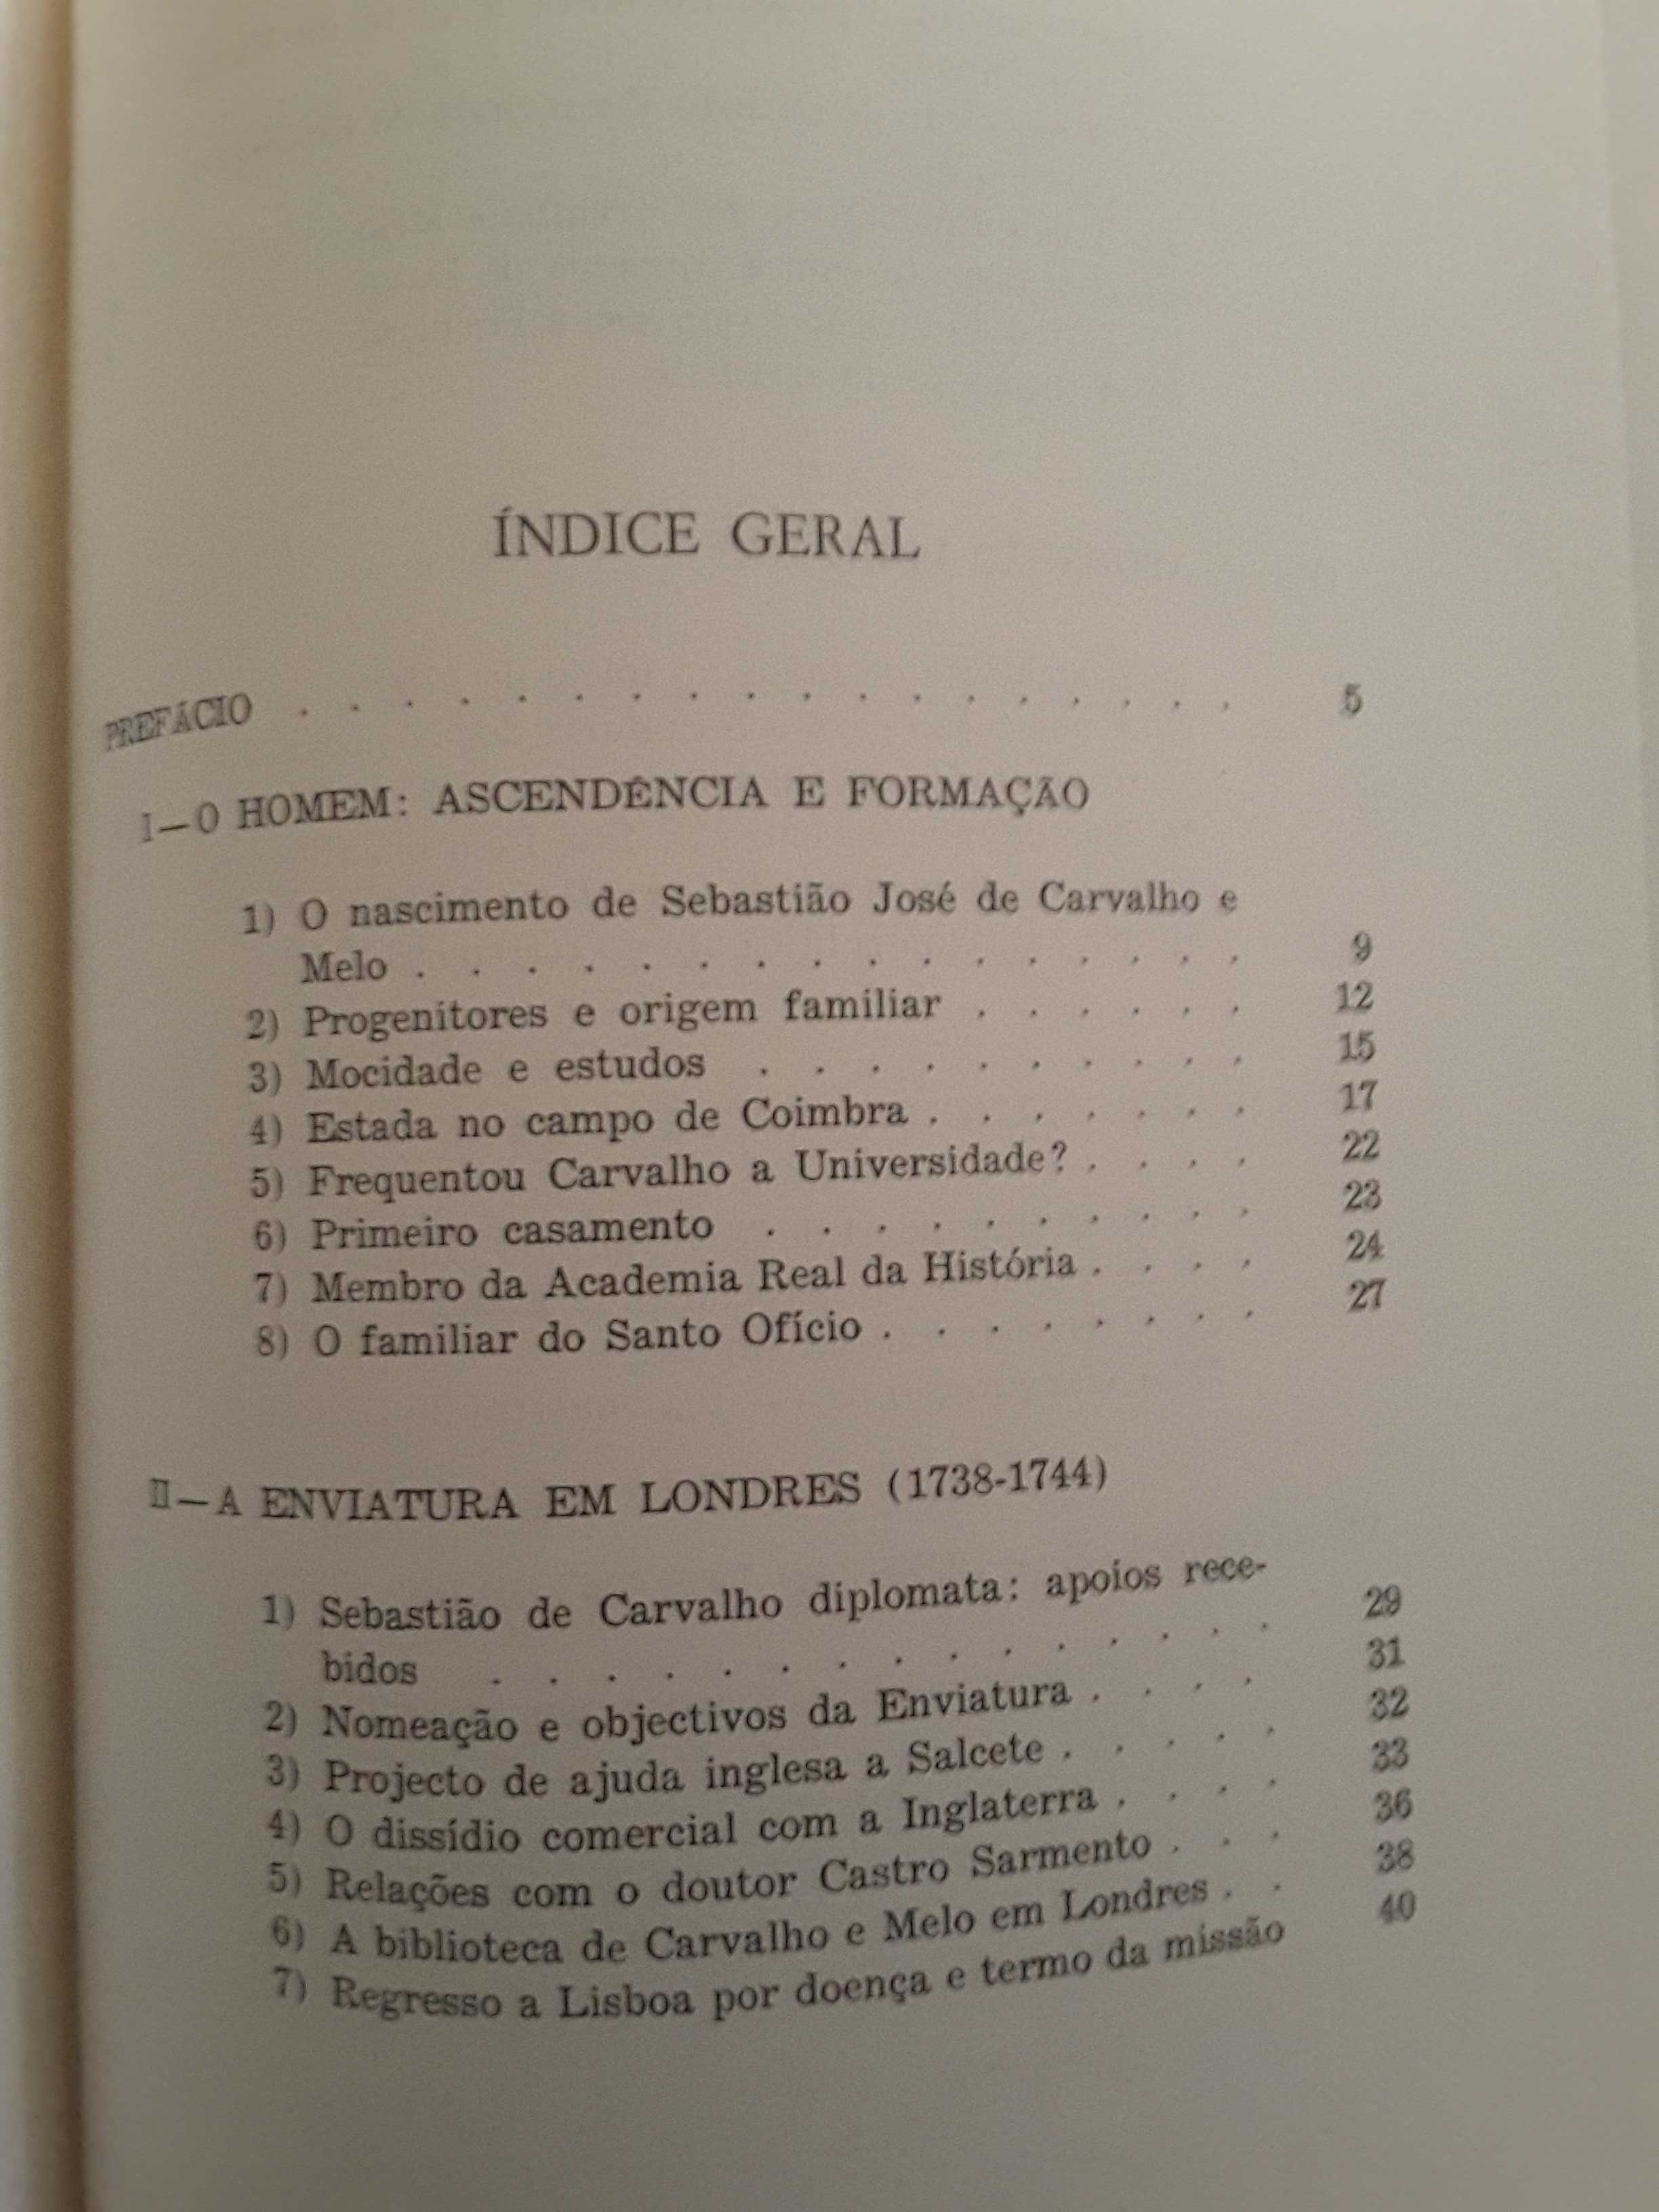 ÍNDICE GERAL
PREFÁCIO . . . . . . . . . . . . . . . . . . 5
I—O HOMEM: ASCENDÊNCIA E FORMAÇÃO
1) O nascimento de Sebastião José de Carvalho e
Melo . . . . . . . . . . . . . . . . 9
2) Progenitores e origem familiar . . . . . . 12
3) Mocidade e estudos . . . . . . . . . . 15
4) Estada no campo de Coimbra . . . . . . . 17
5) Frequentou Carvalho a Universidade? . . . . 22
6) Primeiro casamento . . . . . . . . . . 23
7) Membro da Academia Real da História . . . . 24
8) O familiar do Santo Ofício . . . . . . . . 27
II—A ENVIATURA EM LONDRES (1738-1744)
1) Sebastião de Carvalho diplomata: apoios rece-
bidos . . . . . . . . . . . . . . . 29
2) Nomeação e objectivos da Enviatura . . . . 31
3) Projecto de ajuda inglesa a Salcete . . . . . 32
4) O dissídio comercial com a Inglaterra . . . . 33
5) Relações com o doutor Castro Sarmento . . . 36
6) A biblioteca de Carvalho e Melo em Londres . . 38
7) Regresso a Lisboa por doença e termo da missão 40